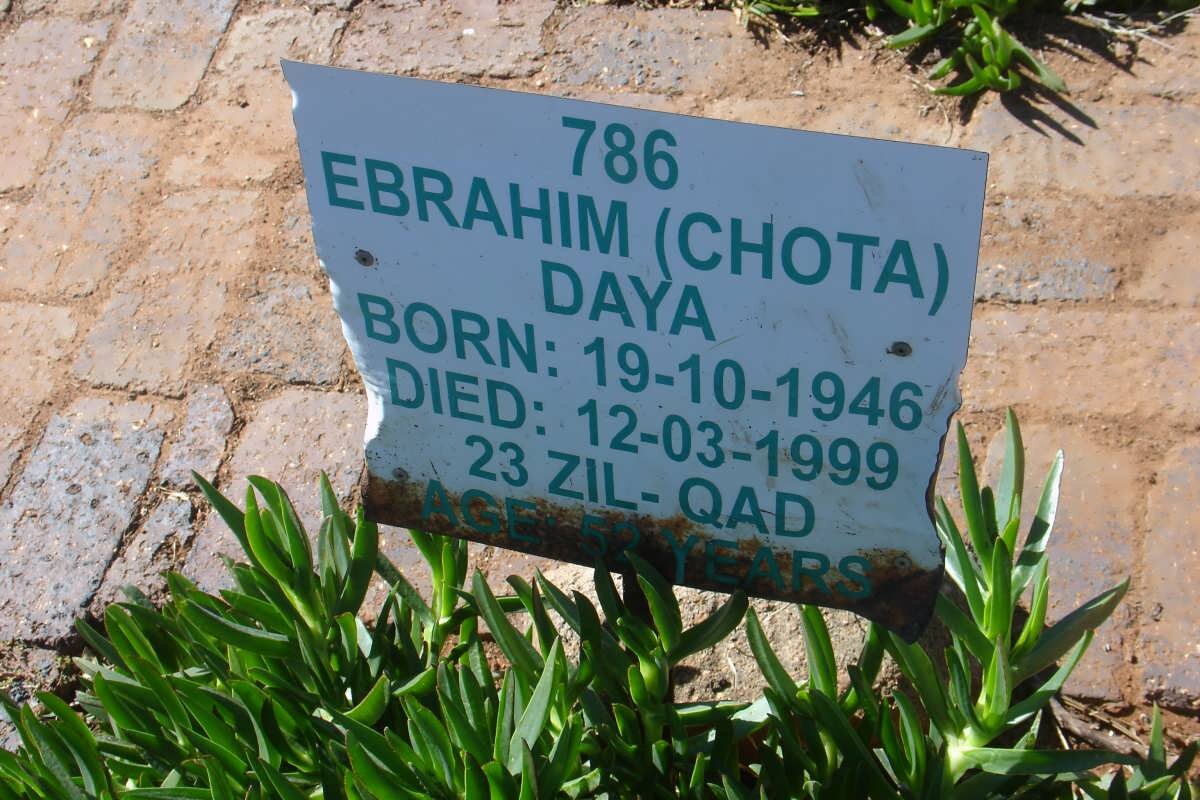 786
EBRAHIM (CHOTA)
DAYA
BORN: 19-10-1946
DIED: 12-03-1999
23 ZIL- QAD
AGE: 52 YEARS